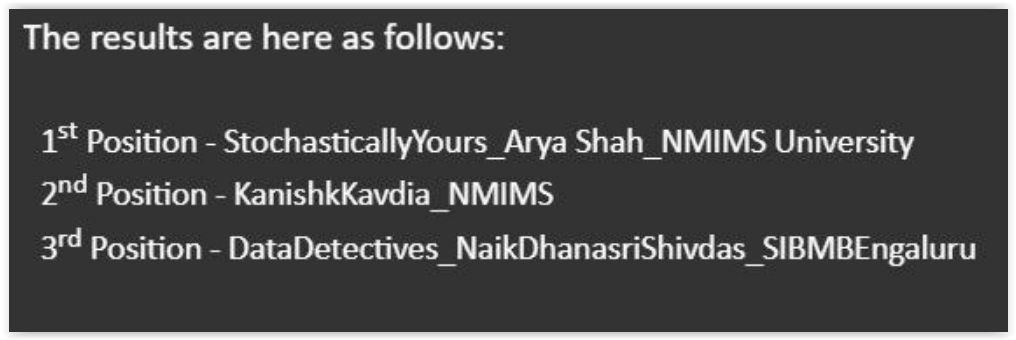 The results are here as follows:
1st Position - StochasticallyYours_Arya Shah_NMIMS University
2nd Position - KanishkKavdia_NMIMS
3rd Position - DataDetectives_NaikDhanasriShivdas_SIBMBEngaluru